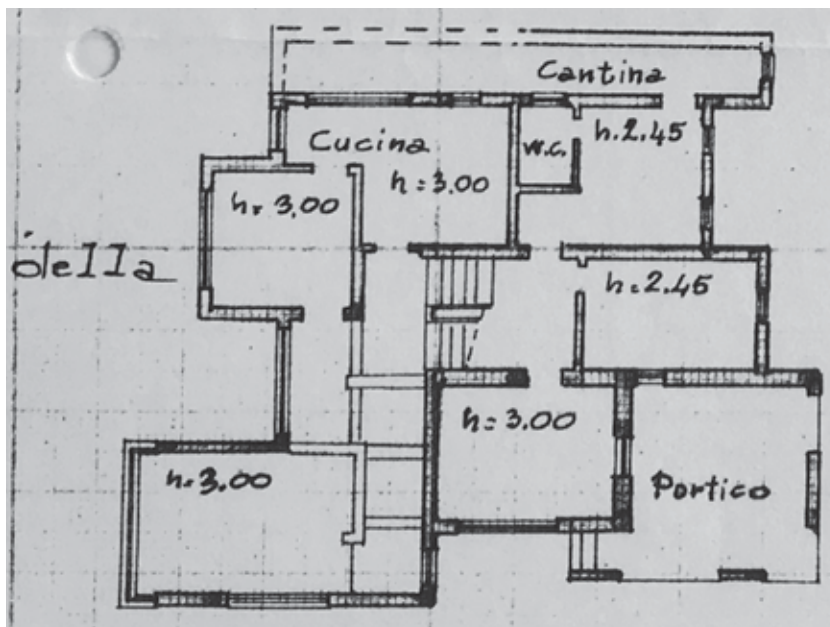 Cantina
Cucina
w.c.
h.2.45
h = 3.00
h = 3.00
della
h = 2.45
h = 3.00
h = 3.00
Portico